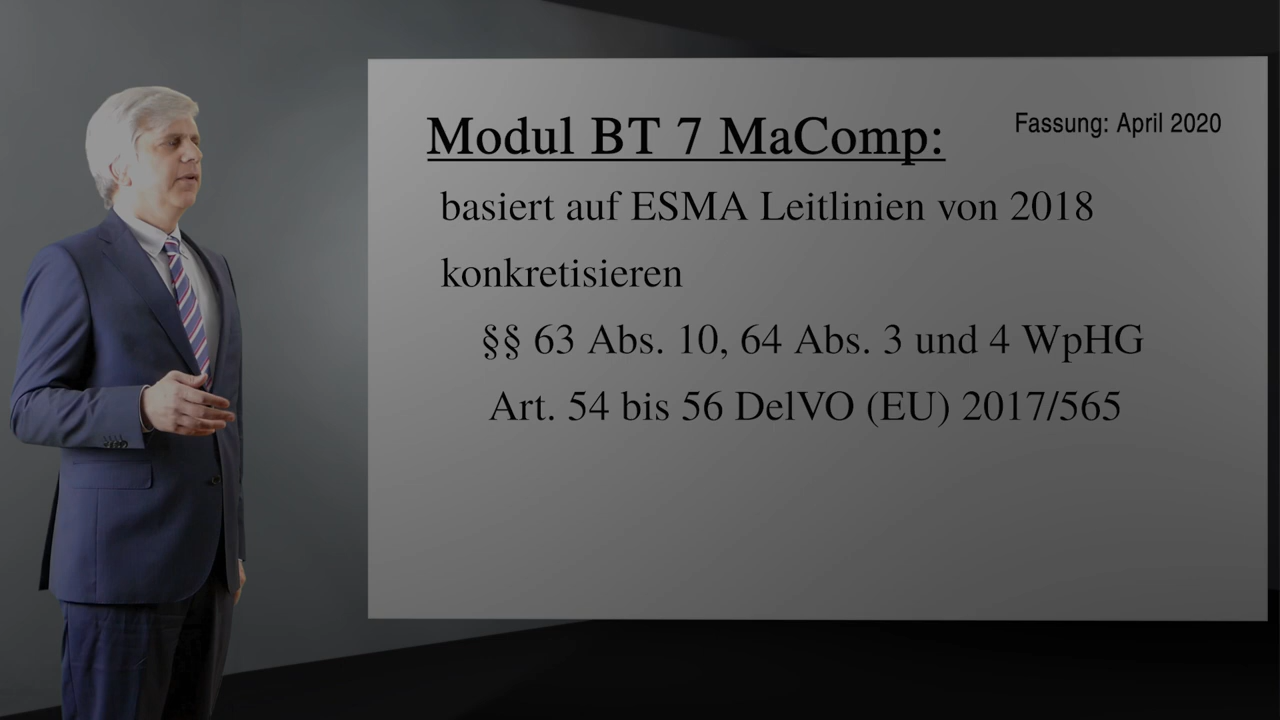 Modul BT 7 MaComp:
Fassung: April 2020
basiert auf ESMA Leitlinien von 2018
konkretisieren
§§ 63 Abs. 10, 64 Abs. 3 und 4 WpHG
Art. 54 bis 56 DelVO (EU) 2017/565